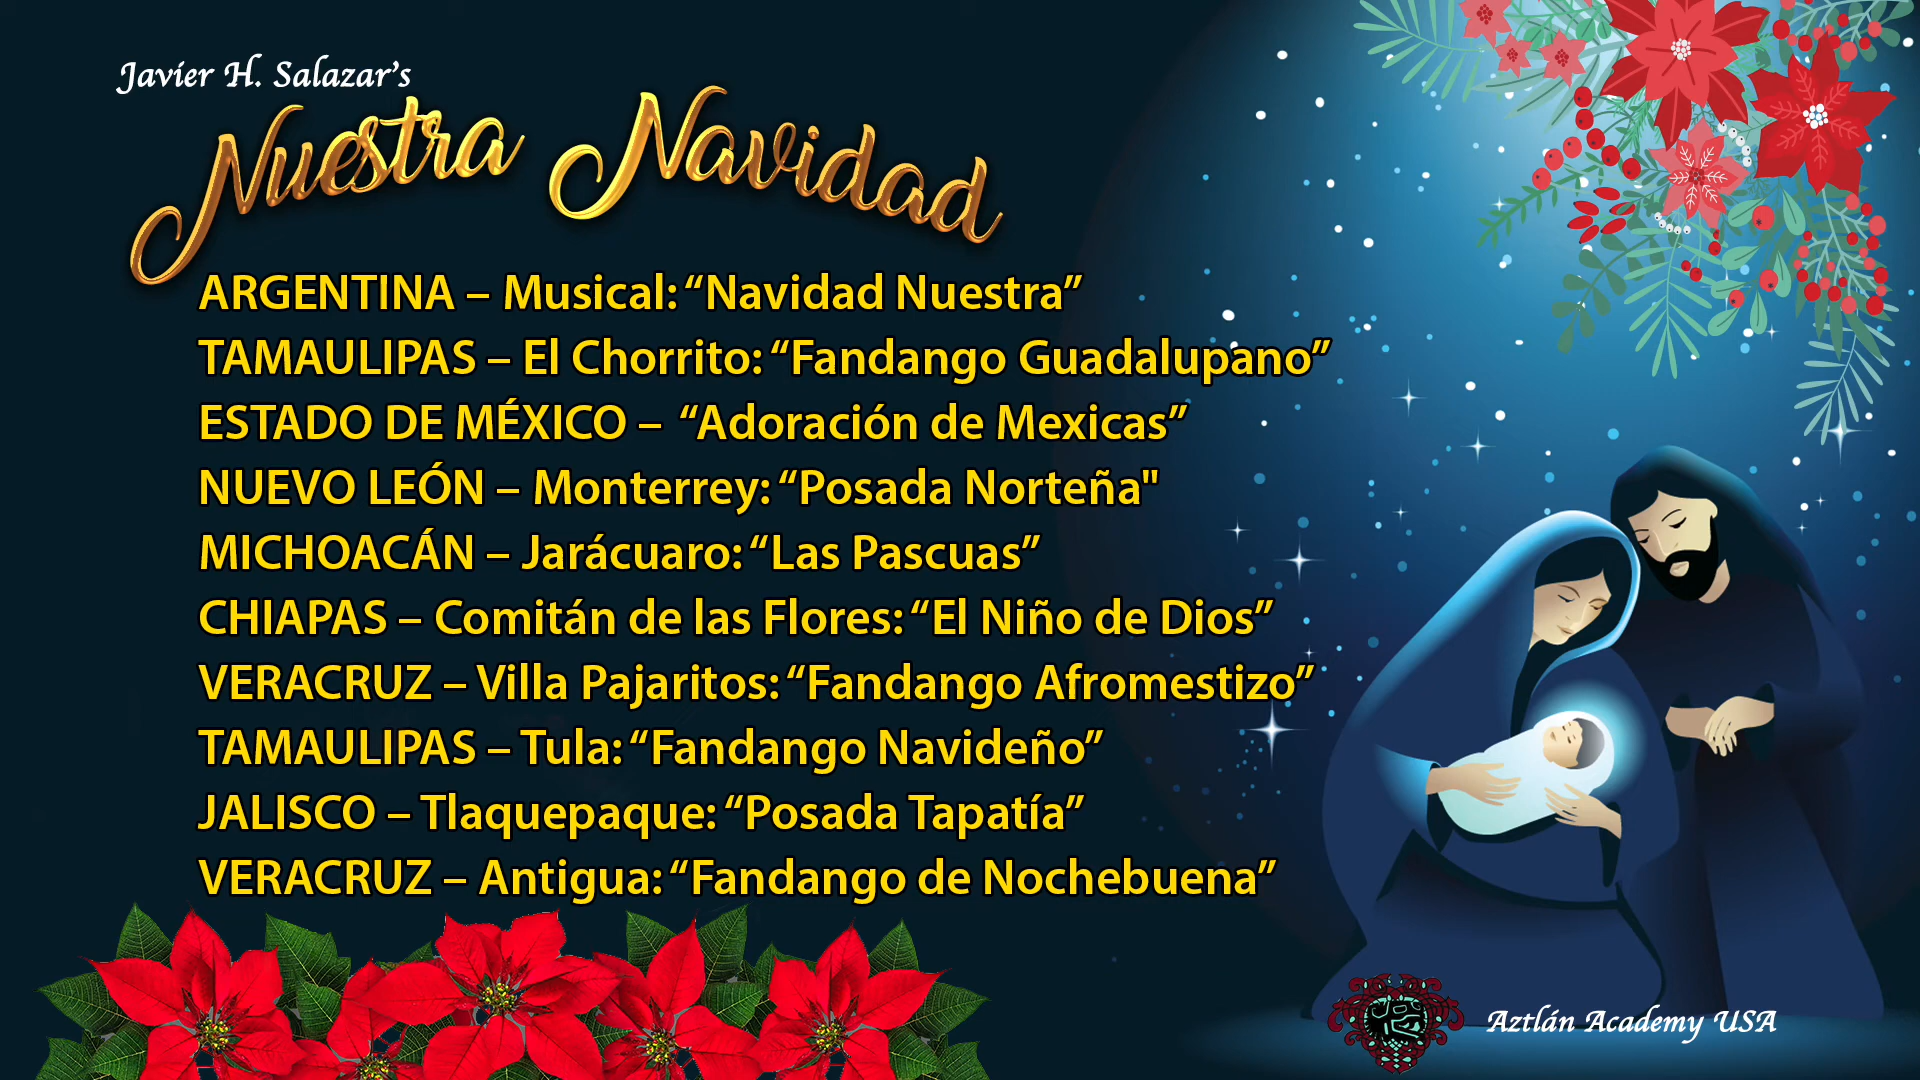 Javier H. Salazar's
Nuestra Navidad
ARGENTINA – Musical: “Navidad Nuestra”
TAMAULIPAS – El Chorrito: “Fandango Guadalupano”
ESTADO DE MÉXICO – “Adoración de Mexicas”
NUEVO LEÓN – Monterrey: “Posada Norteña"
MICHOACÁN – Jarácuaro: “Las Pascuas”
CHIAPAS – Comitán de las Flores: “El Niño de Dios”
VERACRUZ – Villa Pajaritos: “Fandango Afromestizo”
TAMAULIPAS – Tula: “Fandango Navideño”
JALISCO – Tlaquepaque: “Posada Tapatía”
VERACRUZ – Antigua: “Fandango de Nochebuena”
Aztlán Academy USA